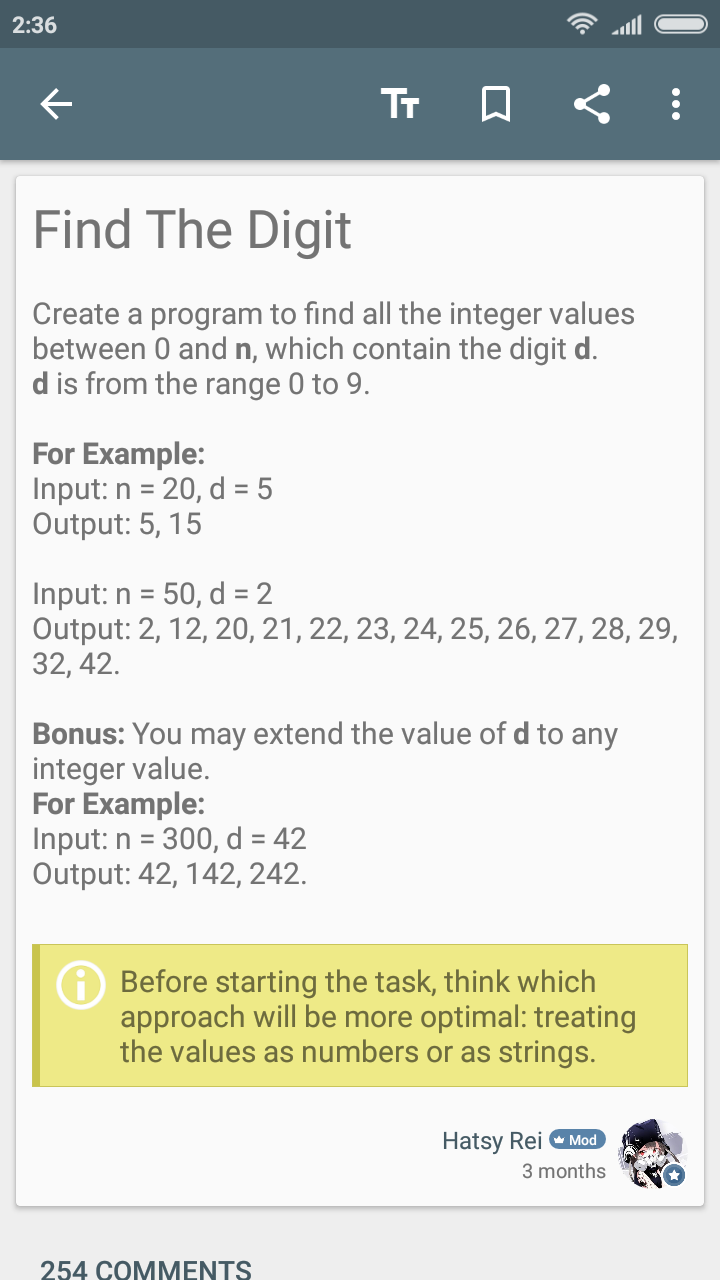 2:36
TT
Find The Digit
Create a program to find all the integer values
between 0 and n, which contain the digit d.
d is from the range 0 to 9.
For Example:
Input: n = 20, d = 5
Output: 5, 15
Input: n = 50, d = 2
Output: 2, 12, 20, 21, 22, 23, 24, 25, 26, 27, 28, 29,
32, 42.
Bonus: You may extend the value of d to any
integer value.
For Example:
Input: n = 300, d = 42
Output: 42, 142, 242.
Before starting the task, think which
approach will be more optimal: treating
the values as numbers or as strings.
Hatsy Rei Mod
3 months
254 COMMENTS